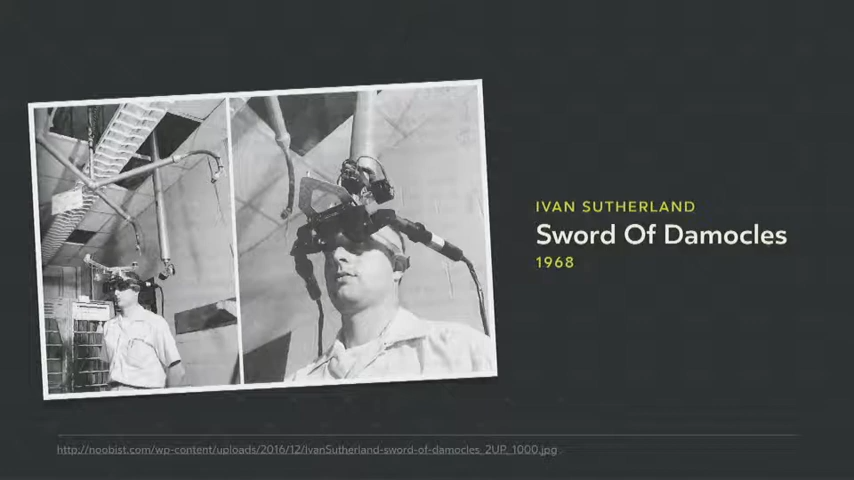 IVAN SUTHERLAND
Sword Of Damocles
1968
http://noobist.com/wp-content/uploads/2016/12/IvanSutherland-sword-of-damocles_2UP_1000.jpg